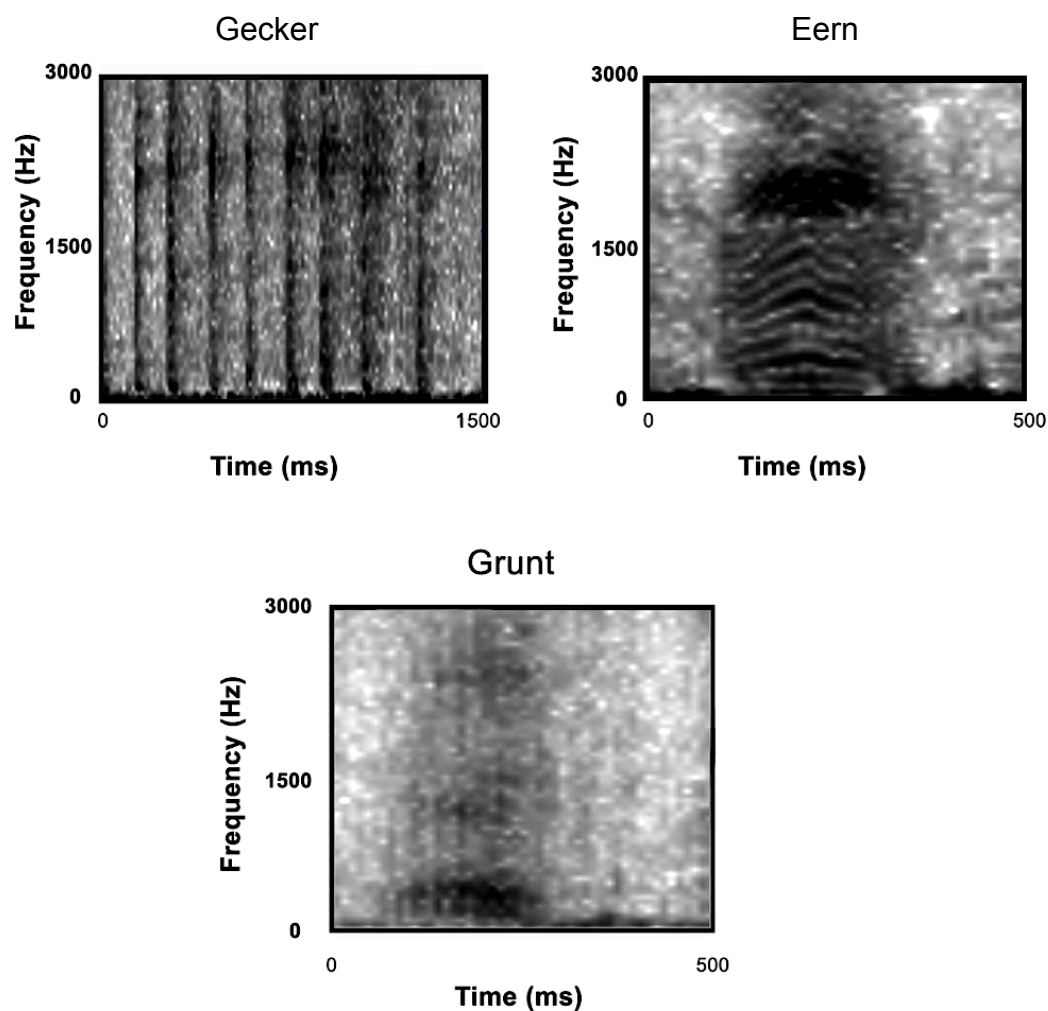 Gecker
3000
Frequency (Hz)
1500
0
0 1500
Time (ms)
Eern
3000
Frequency (Hz)
1500
0
0 500
Time (ms)
Grunt
3000
Frequency (Hz)
1500
0
0 500
Time (ms)